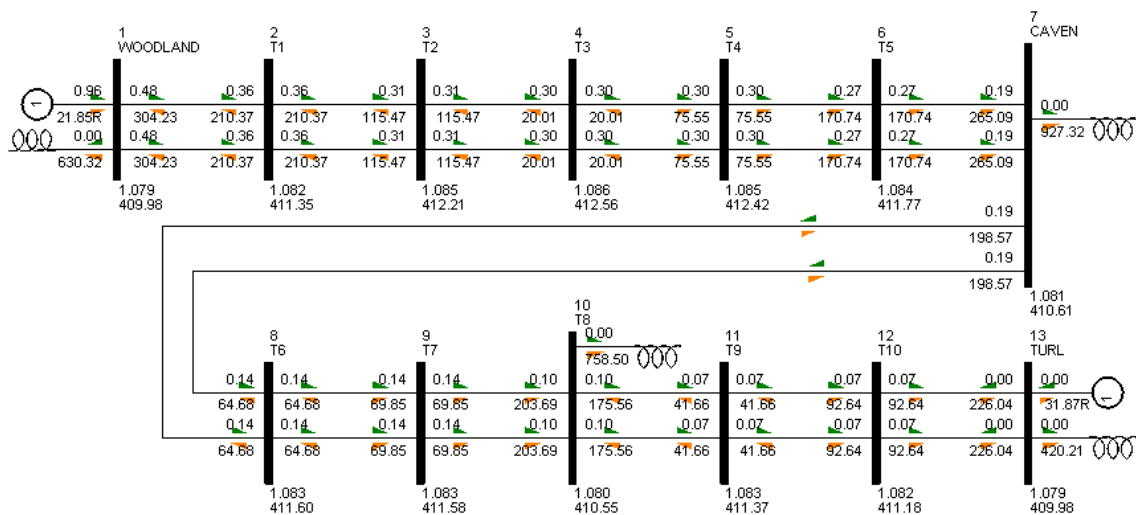 1
WOODLAND
2
T1
3
T2
4
T3
5
T4
6
T5
7
CAVEN
0.96 0.48 0.36 0.36 0.31 0.31 0.30 0.30 0.30 0.30 0.27 0.27 0.19 0.00
1
21.85R 304.23 210.37 210.37 115.47 115.47 20.01 20.01 75.55 75.55 170.74 170.74 265.09 927.32
0.00 0.48 0.36 0.36 0.31 0.31 0.30 0.30 0.30 0.30 0.27 0.27 0.19
630.32 304.23 210.37 210.37 115.47 115.47 20.01 20.01 75.55 75.55 170.74 170.74 265.09
1.079 1.082 1.085 1.086 1.085 1.084
409.98 411.35 412.21 412.56 412.42 411.77
0.19
198.57
0.19
198.57
1.081
410.61
8
T6
9
T7
10
T8
11
T9
12
T10
13
TURL
0.00
758.50
0.14 0.14 0.14 0.14 0.10 0.10 0.07 0.07 0.07 0.07 0.00 0.00
1
64.68 64.68 69.85 69.85 203.69 175.56 41.66 41.66 92.64 92.64 226.04 31.87R
0.14 0.14 0.14 0.14 0.10 0.10 0.07 0.07 0.07 0.07 0.00 0.00
64.68 64.68 69.85 69.85 203.69 175.56 41.66 41.66 92.64 92.64 226.04 420.21
1.083 1.083 1.080 1.083 1.082 1.079
411.60 411.58 410.55 411.37 411.18 409.98